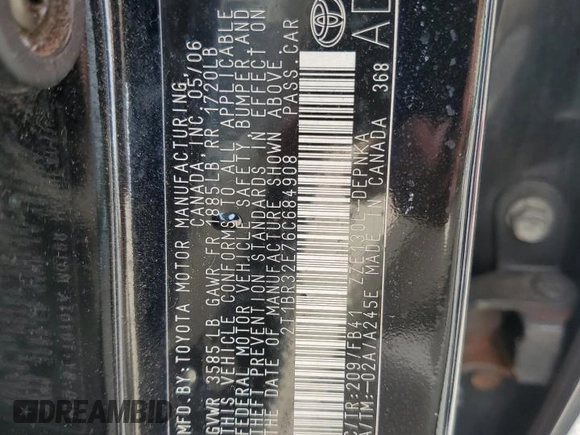 MFD.BY:TOYOTA MOTOR MANUFACTURING,
CANADA,INC. 05/06
GVWR 3585LB GAWR FR 1885LB RR 1720LB
THIS VEHICLE CONFORMS TO ALL APPLICABLE
FEDERAL MOTOR VEHICLE SAFETY, BUMPER, AND
THEFT PREVENTION STANDARDS IN EFFECT ON
THE DATE OF MANUFACTURE SHOWN ABOVE.
2T1BR32E76C684908 PASS.CAR
C/TR:209/FB41 ZZE130L-DEPNKA
A/TM:-02A/A245E MADE IN CANADA 368
TOYOTA